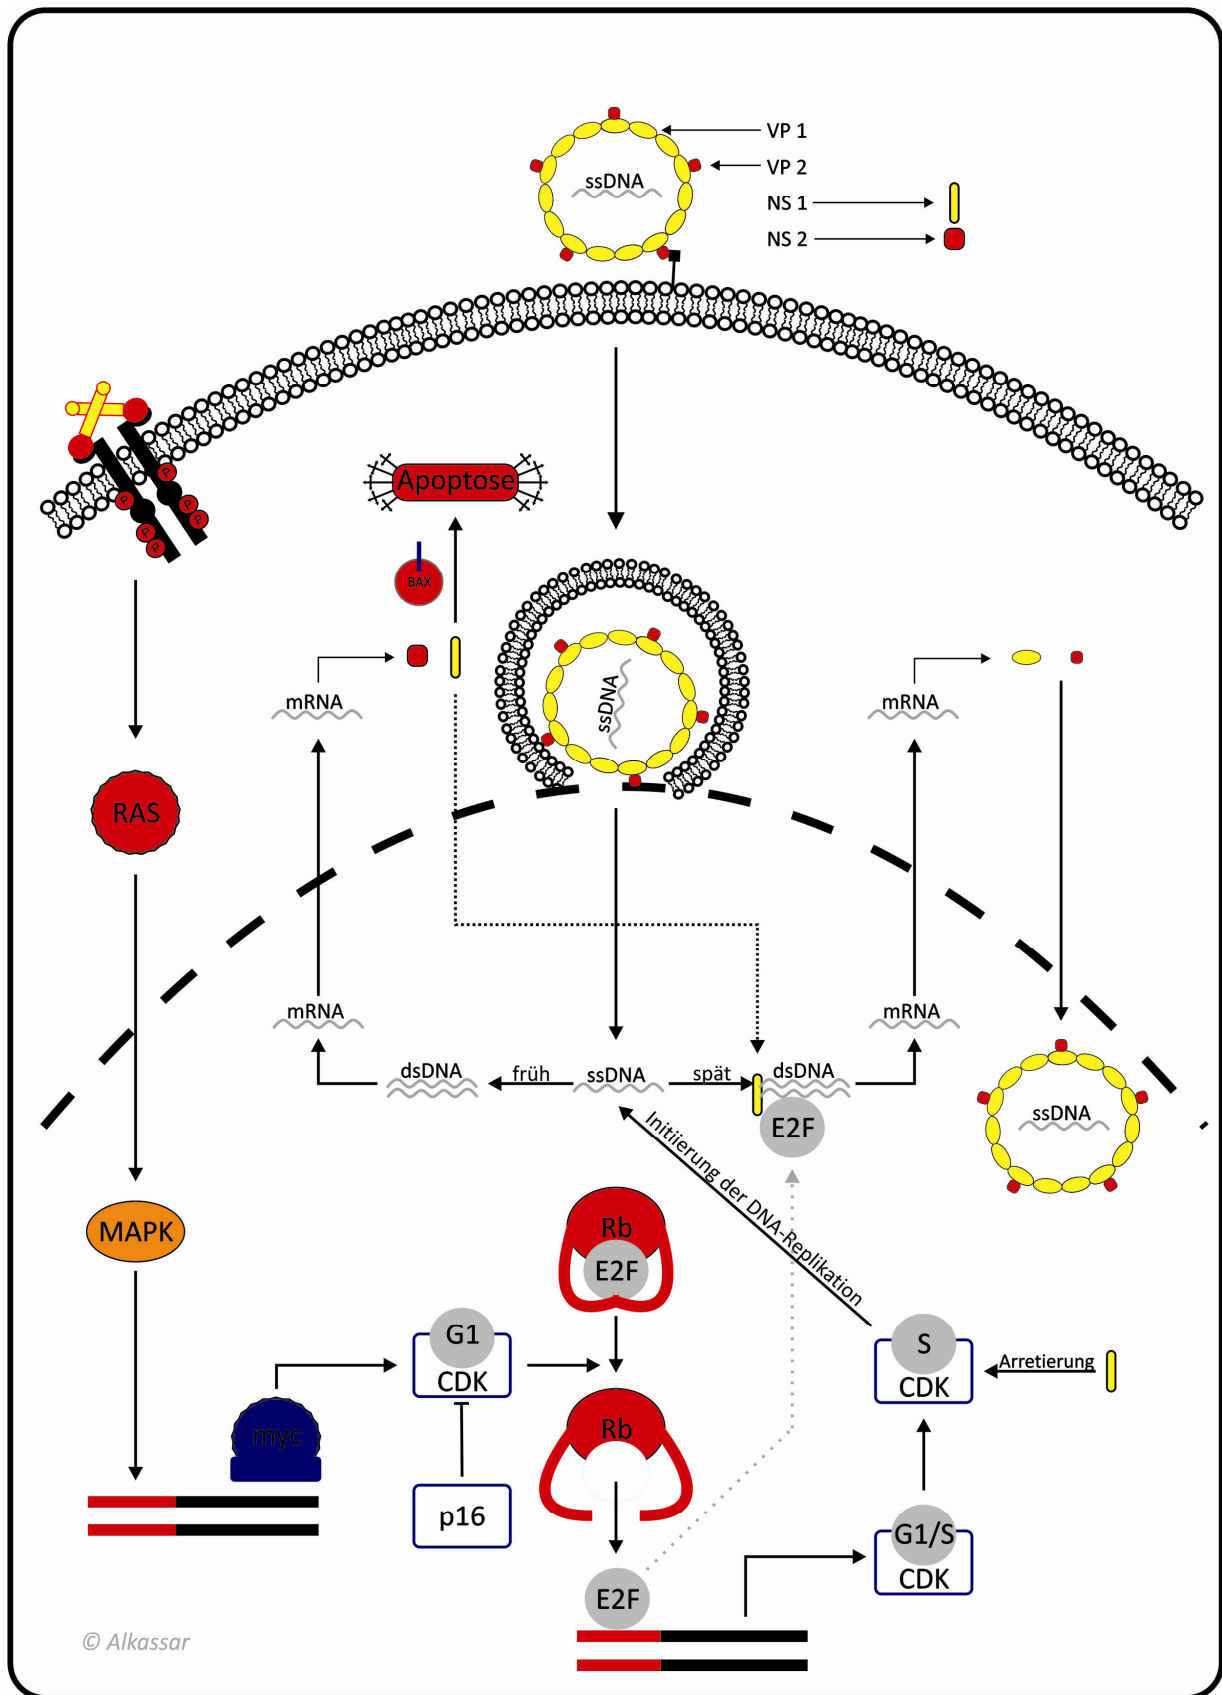 VP 1
VP 2
ssDNA
NS 1
NS 2
P
P
P
P
P
P
Apoptose
BAX
mRNA
ssDNA
mRNA
RAS
mRNA
mRNA
dsDNA
früh
ssDNA
spät
dsDNA
E2F
ssDNA
Initiierung der DNA-Replikation
MAPK
Rb
E2F
G1
CDK
S
CDK
Arretierung
myc
Rb
p16
G1/S
CDK
E2F
© Alkassar